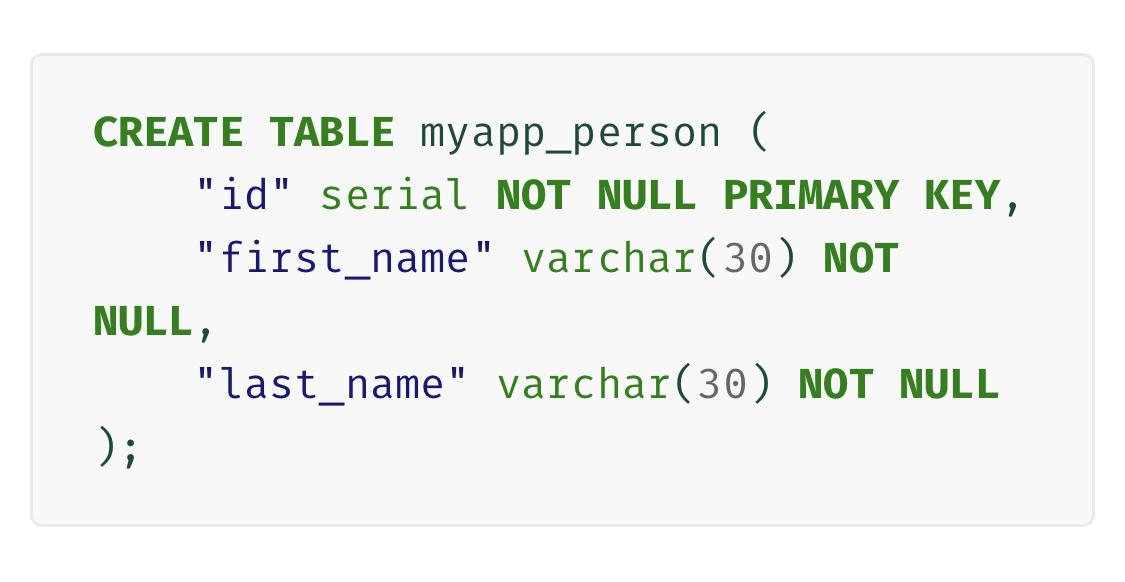 CREATE TABLE myapp_person (
    "id" serial NOT NULL PRIMARY KEY,
    "first_name" varchar(30) NOT
NULL,
    "last_name" varchar(30) NOT NULL
);